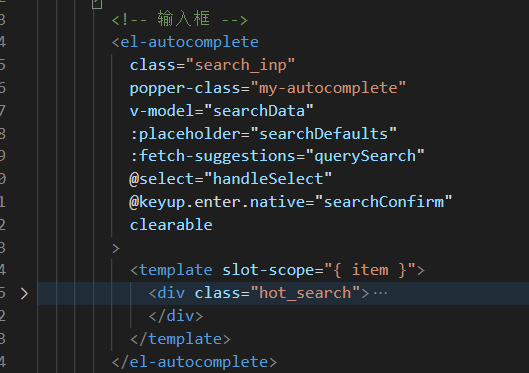 3 <!-- 输入框 -->
4 <el-autocomplete
5 class="search_inp"
6 popper-class="my-autocomplete"
7 v-model="searchData"
8 :placeholder="searchDefaults"
9 :fetch-suggestions="querySearch"
0 @select="handleSelect"
1 @keyup.enter.native="searchConfirm"
2 clearable
3 >
4 <template slot-scope="{ item }">
5 <div class="hot_search">…
2 </div>
3 </template>
4 </el-autocomplete>